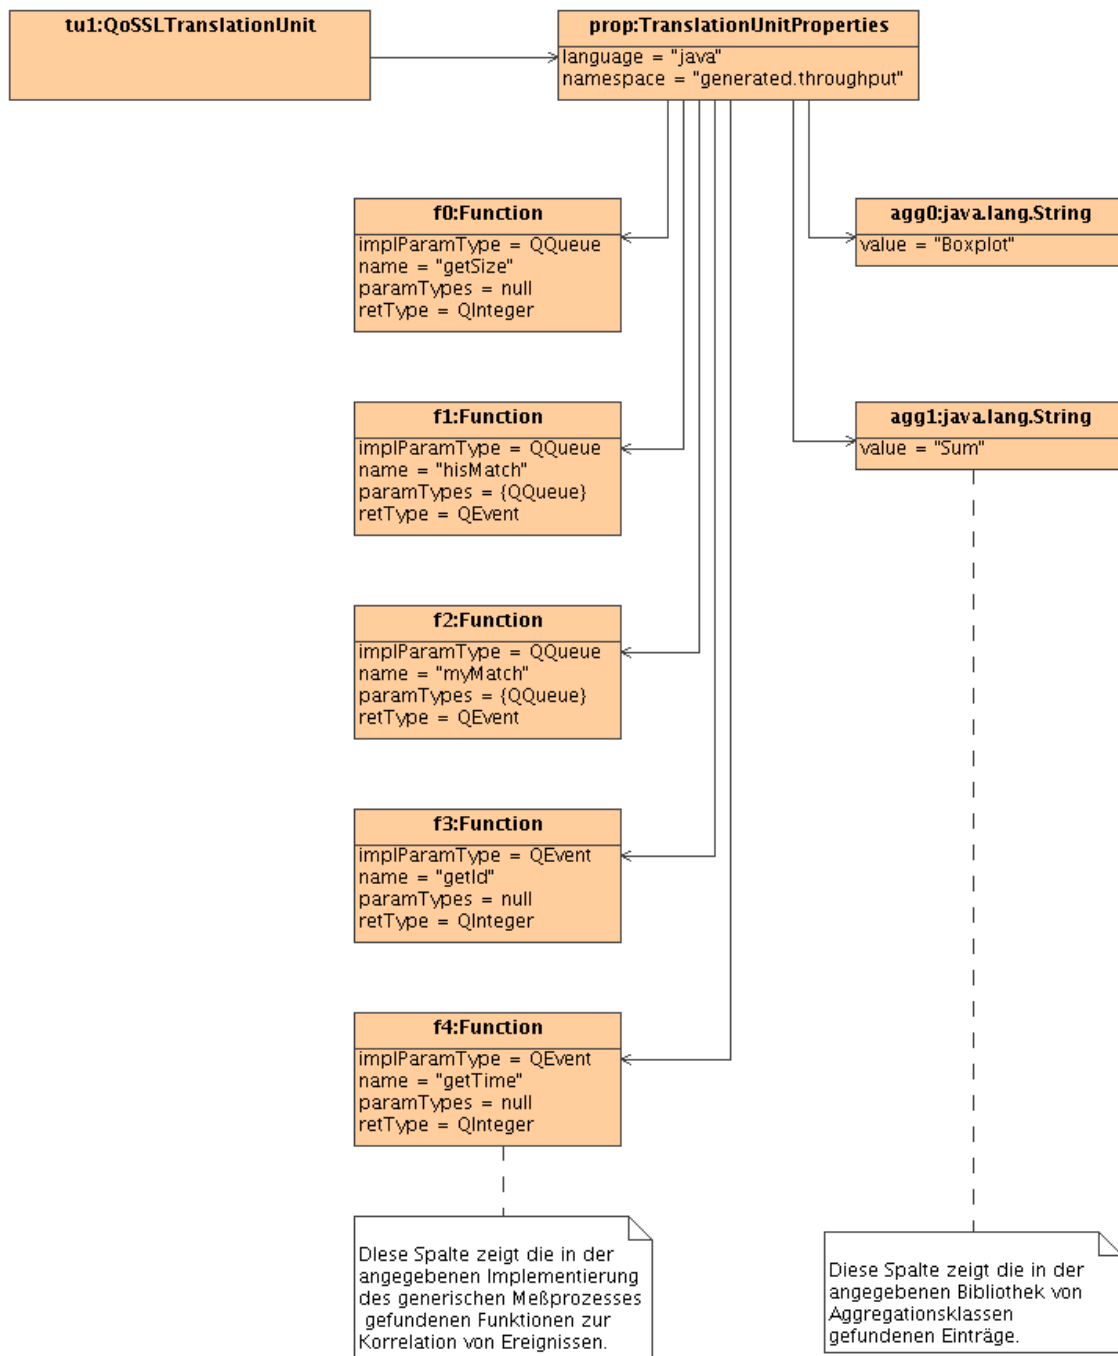 tu1:QoSSLTranslationUnit
prop:TranslationUnitProperties
language = "java"
namespace = "generated.throughput"
f0:Function
implParamType = QQueue
name = "getSize"
paramTypes = null
retType = QInteger
agg0:java.lang.String
value = "Boxplot"
f1:Function
implParamType = QQueue
name = "hisMatch"
paramTypes = {QQueue}
retType = QEvent
agg1:java.lang.String
value = "Sum"
f2:Function
implParamType = QQueue
name = "myMatch"
paramTypes = {QQueue}
retType = QEvent
f3:Function
implParamType = QEvent
name = "getId"
paramTypes = null
retType = QInteger
f4:Function
implParamType = QEvent
name = "getTime"
paramTypes = null
retType = QInteger
DIese Spalte zeigt die in der
angegebenen Implementierung
des generischen Meßprozesses
gefundenen Funktionen zur
Korrelation von Ereignissen.
Diese Spalte zeigt die in der
angegebenen Bibliothek von
Aggregationsklassen
gefundenen Einträge.